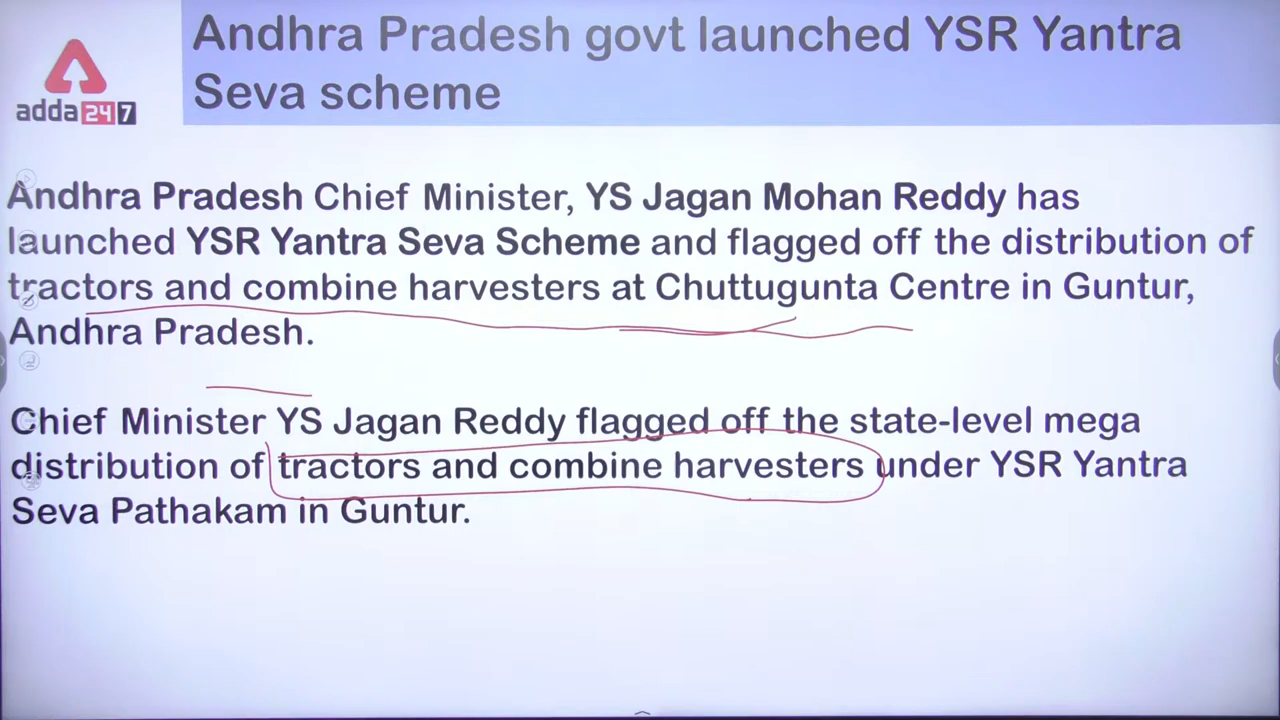 Andhra Pradesh govt launched YSR Yantra
Seva scheme
adda247
Andhra Pradesh Chief Minister, YS Jagan Mohan Reddy has
launched YSR Yantra Seva Scheme and flagged off the distribution of
tractors and combine harvesters at Chuttugunta Centre in Guntur,
Andhra Pradesh.
Chief Minister YS Jagan Reddy flagged off the state-level mega
distribution of tractors and combine harvesters under YSR Yantra
Seva Pathakam in Guntur.